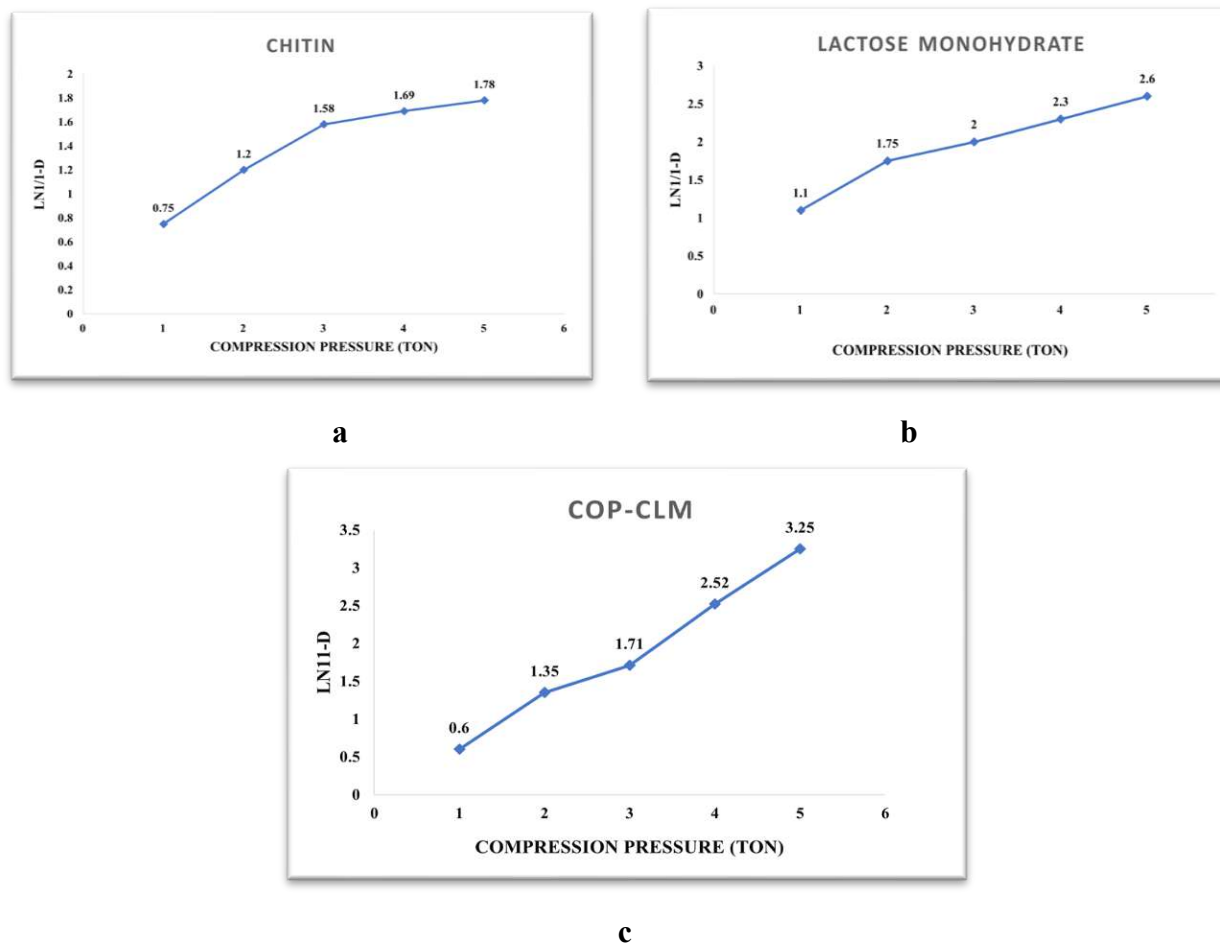 CHITIN
LN1/1-D
2
1.8
1.6
1.4
1.2
1
0.8
0.6
0.4
0.2
0
0.75
1.2
1.58
1.69
1.78
0 1 2 3 4 5 6
COMPRESSION PRESSURE (TON)
a
LACTOSE MONOHYDRATE
LN1/1-D
3
2.5
2
1.5
1
0.5
0
1.1
1.75
2
2.3
2.6
0 1 2 3 4 5
COMPRESSION PRESSURE (TON)
b
COP-CLM
LN11-D
3.5
3
2.5
2
1.5
1
0.5
0
0.6
1.35
1.71
2.52
3.25
0 1 2 3 4 5 6
COMPRESSION PRESSURE (TON)
c